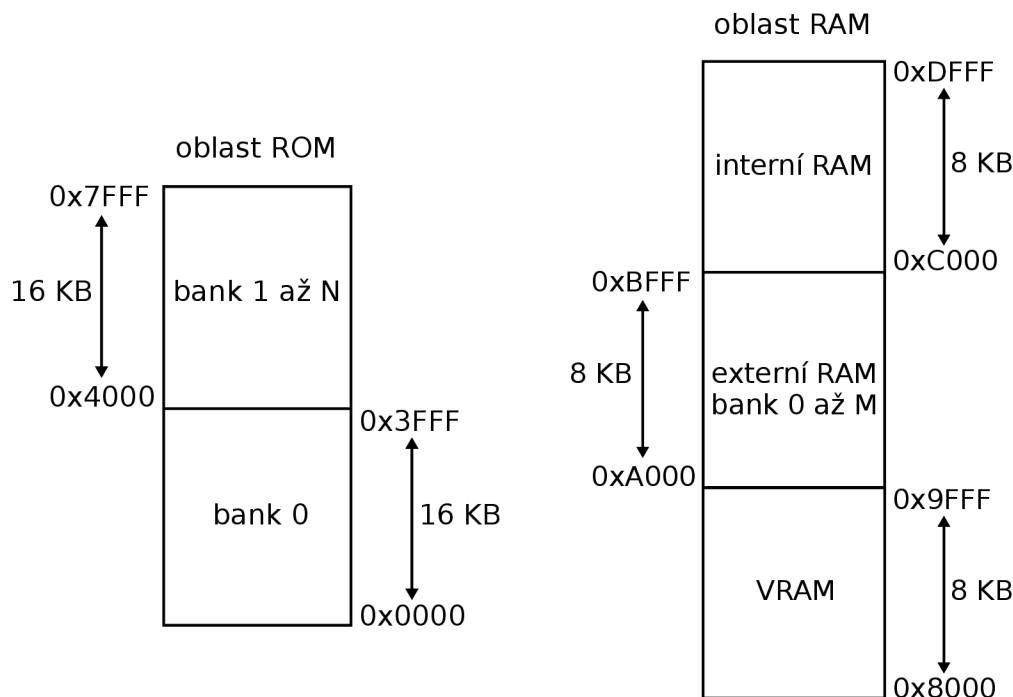 oblast ROM
0x7FFF
16 KB
bank 1 až N
0x4000
0x3FFF
bank 0
16 KB
0x0000
oblast RAM
0xDFFF
interní RAM
8 KB
0xC000
0xBFFF
8 KB
externí RAM
bank 0 až M
0xA000
0x9FFF
VRAM
8 KB
0x8000